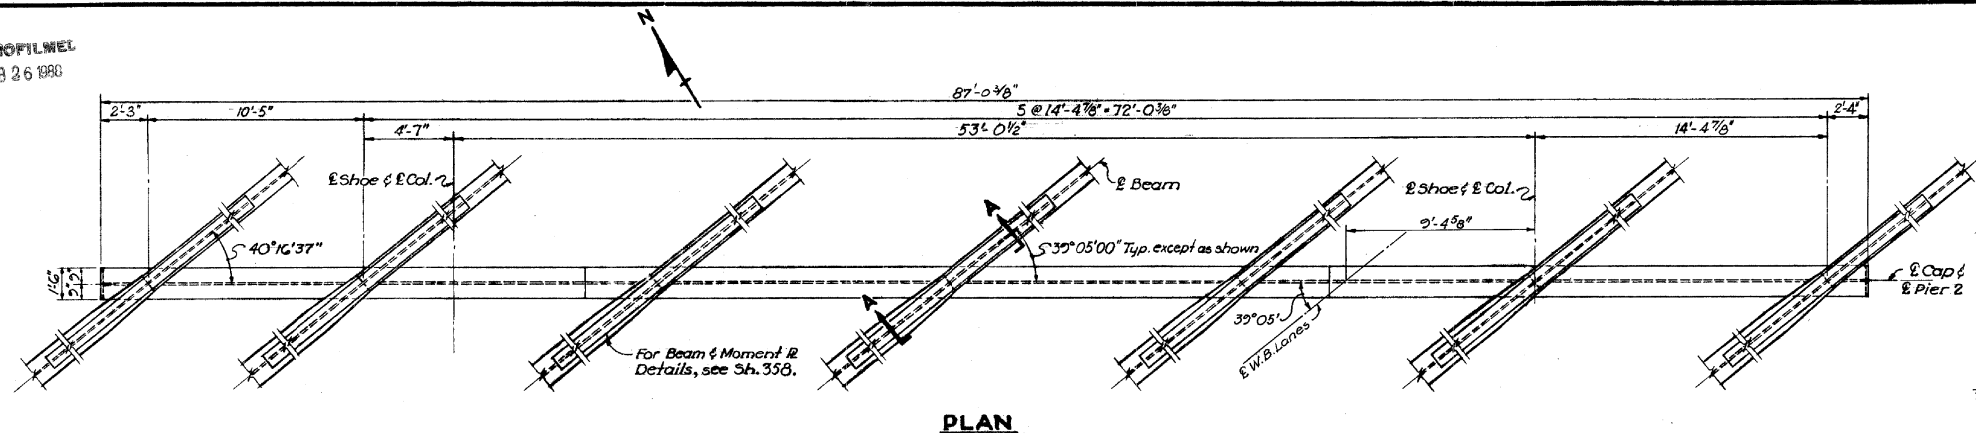 N
26 1980
87'-0 3/8"
2'-3"
10'-5"
5 @ 14'-4 7/8" = 72'-0 3/8"
2'-4"
4'-7"
53'-0 1/2"
14'-4 7/8"
℄ Shoe & ℄ Col.
℄ Beam
℄ Shoe & ℄ Col.
A
9'-4 5/8"
40°16'37"
39°05'00" Typ. except as shown
1'-6"
9"
9"
℄ Cap &
℄ Pier 2
A
39°05'
℄ W.B. Lanes
For Beam & Moment ℞
Details, see Sh. 358.
PLAN